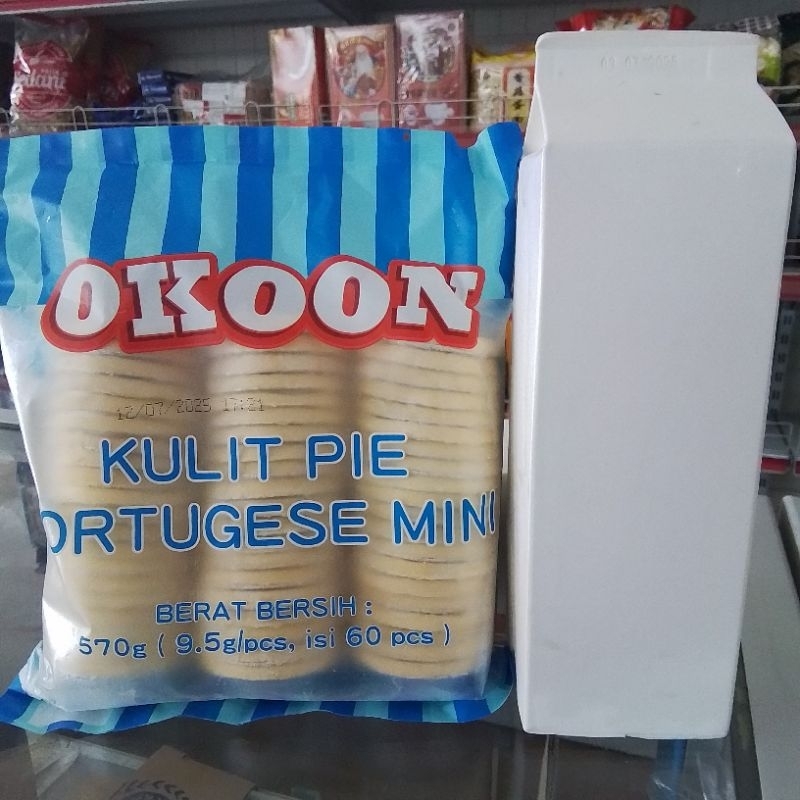 OKOON
12/07/2025 17:21
KULIT PIE
ORTUGESE MINI
BERAT BERSIH :
570g ( 9.5g/pcs, isi 60 pcs )